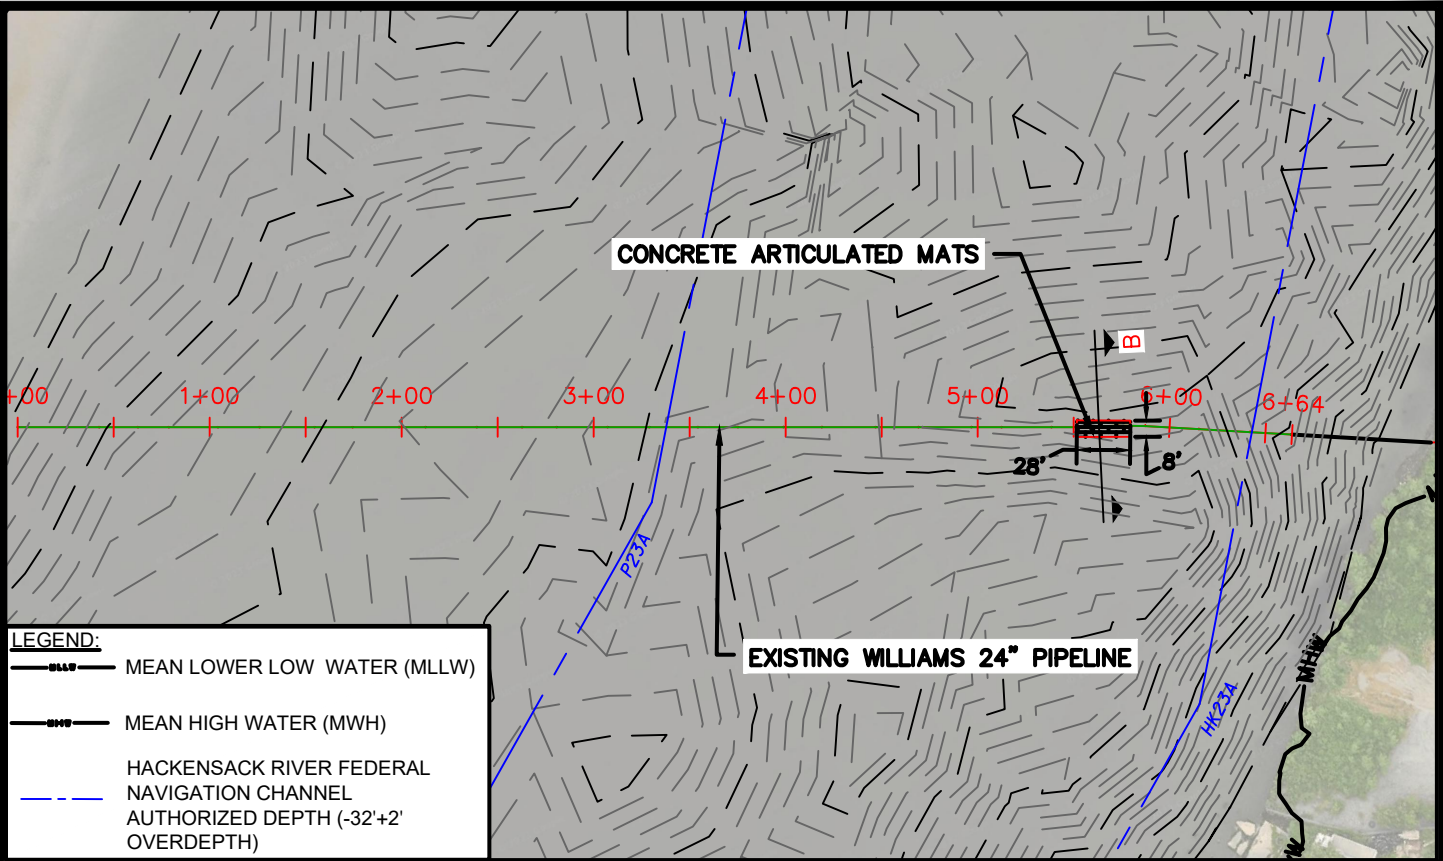 CONCRETE ARTICULATED MATS
B
+00 1+00 2+00 3+00 4+00 5+00 6+00 6+64
28' 8'
P23A
EXISTING WILLIAMS 24" PIPELINE
HK23A
MHW
LEGEND:
MLLW MEAN LOWER LOW WATER (MLLW)
MHW MEAN HIGH WATER (MWH)
HACKENSACK RIVER FEDERAL
NAVIGATION CHANNEL
AUTHORIZED DEPTH (-32'+2'
OVERDEPTH)